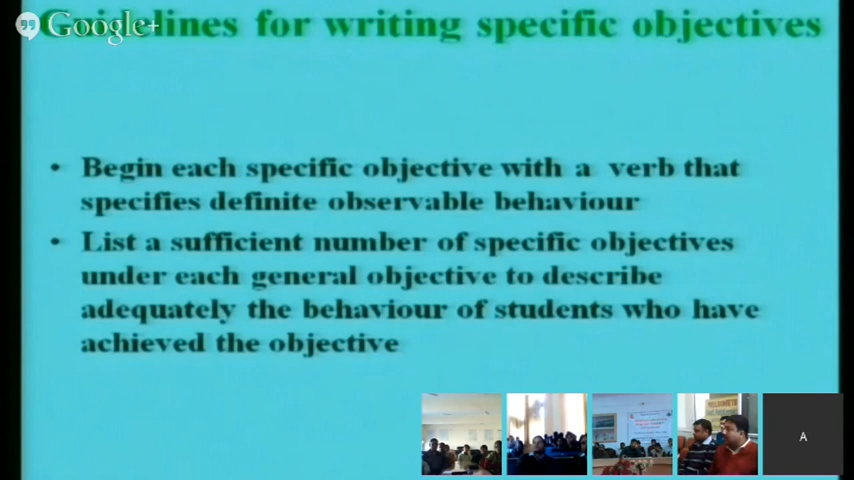 Guidelines for writing specific objectives
Google+
• Begin each specific objective with a verb that
specifies definite observable behaviour
• List a sufficient number of specific objectives
under each general objective to describe
adequately the behaviour of students who have
achieved the objective
A